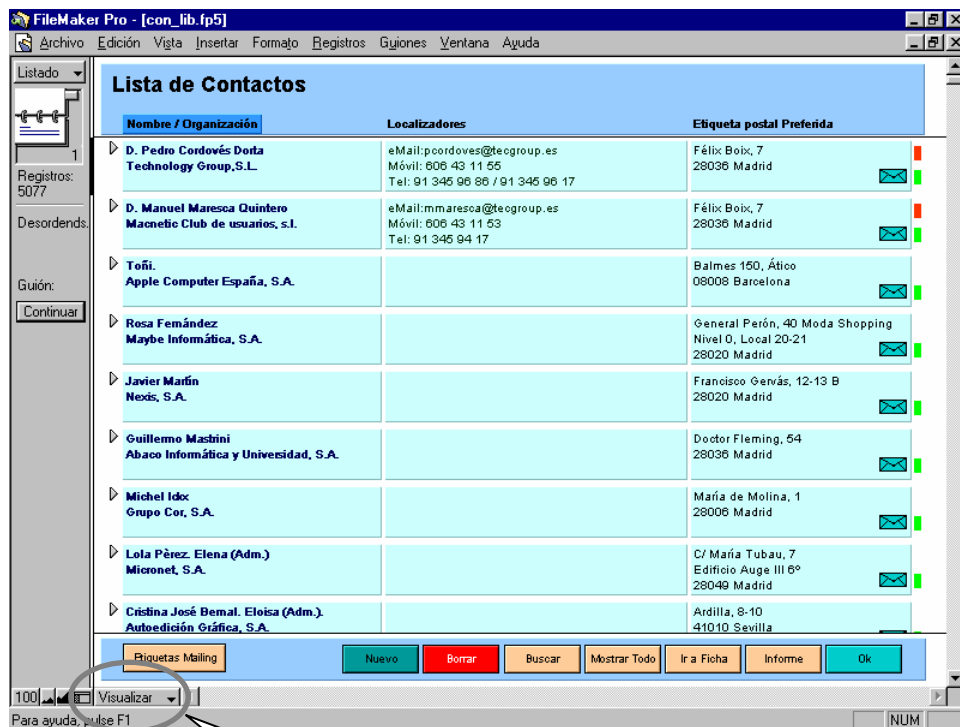 FileMaker Pro - [con_lib.fp5]
Archivo Edición Vista Insertar Formato Registros Guiones Ventana Ayuda
Listado
1
Registros:
5077
Desordends.
Guión:
Continuar
Lista de Contactos
Nombre / Organización Localizadores Etiqueta postal Preferida
D. Pedro Cordovés Dorta eMail:pcordoves@tecgroup.es Félix Boix, 7
Technology Group,S.L. Móvil: 606 43 11 55 28036 Madrid
Tel: 91 345 96 86 / 91 345 96 17
D. Manuel Maresca Quintero eMail:mmaresca@tecgroup.es Félix Boix, 7
Macnetic Club de usuarios, s.l. Móvil: 606 43 11 53 28036 Madrid
Tel: 91 345 94 17
Toñi. Balmes 150, Ático
Apple Computer España, S.A. 08008 Barcelona
Rosa Fernández General Perón, 40 Moda Shopping
Maybe Informática, S.A. Nivel 0, Local 20-21
28020 Madrid
Javier Martín Francisco Gervás, 12-13 B
Nexis, S.A. 28020 Madrid
Guillermo Mastrini Doctor Fleming, 54
Abaco Informática y Universidad, S.A. 28036 Madrid
Michel Idxx María de Molina, 1
Grupo Cor, S.A. 28006 Madrid
Lola Pèrez. Elena (Adm.) C/ María Tubau, 7
Micronet, S.A. Edificio Auge III 6º
28049 Madrid
Cristina José Bernal. Eloisa (Adm.). Ardilla, 8-10
Autoedición Gráfica, S.A. 41010 Sevilla
Etiquetas Mailing Nuevo Borrar Buscar Mostrar Todo Ir a Ficha Informe Ok
100 Visualizar
Para ayuda, pulse F1 NUM